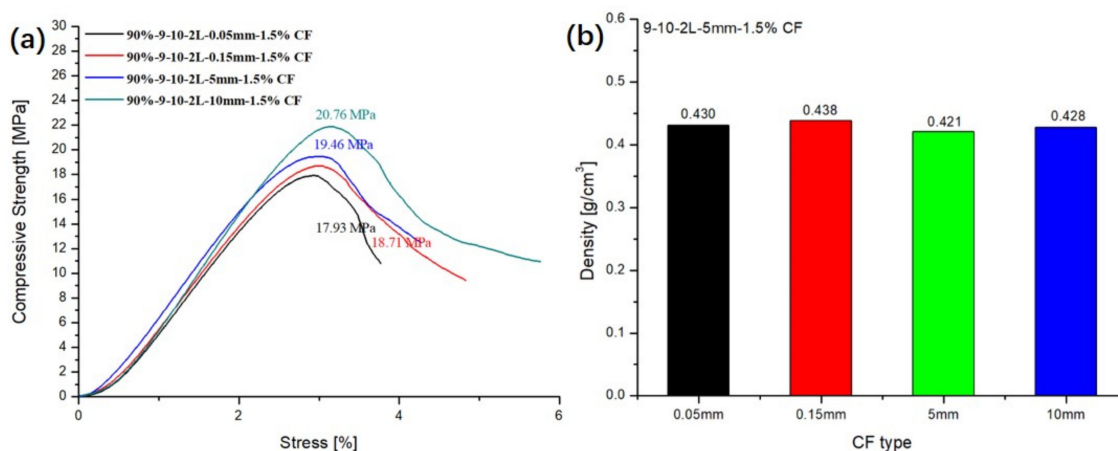 (a)
90%-9-10-2L-0.05mm-1.5% CF
90%-9-10-2L-0.15mm-1.5% CF
90%-9-10-2L-5mm-1.5% CF
90%-9-10-2L-10mm-1.5% CF
20.76 MPa
19.46 MPa
17.93 MPa
18.71 MPa
Compressive Strength [MPa]
30
28
26
24
22
20
18
16
14
12
10
8
6
4
2
0
0
2
4
6
Stress [%]
(b)
9-10-2L-5mm-1.5% CF
0.430
0.438
0.421
0.428
Density [g/cm³]
0.6
0.5
0.4
0.3
0.2
0.1
0.0
0.05mm
0.15mm
5mm
10mm
CF type